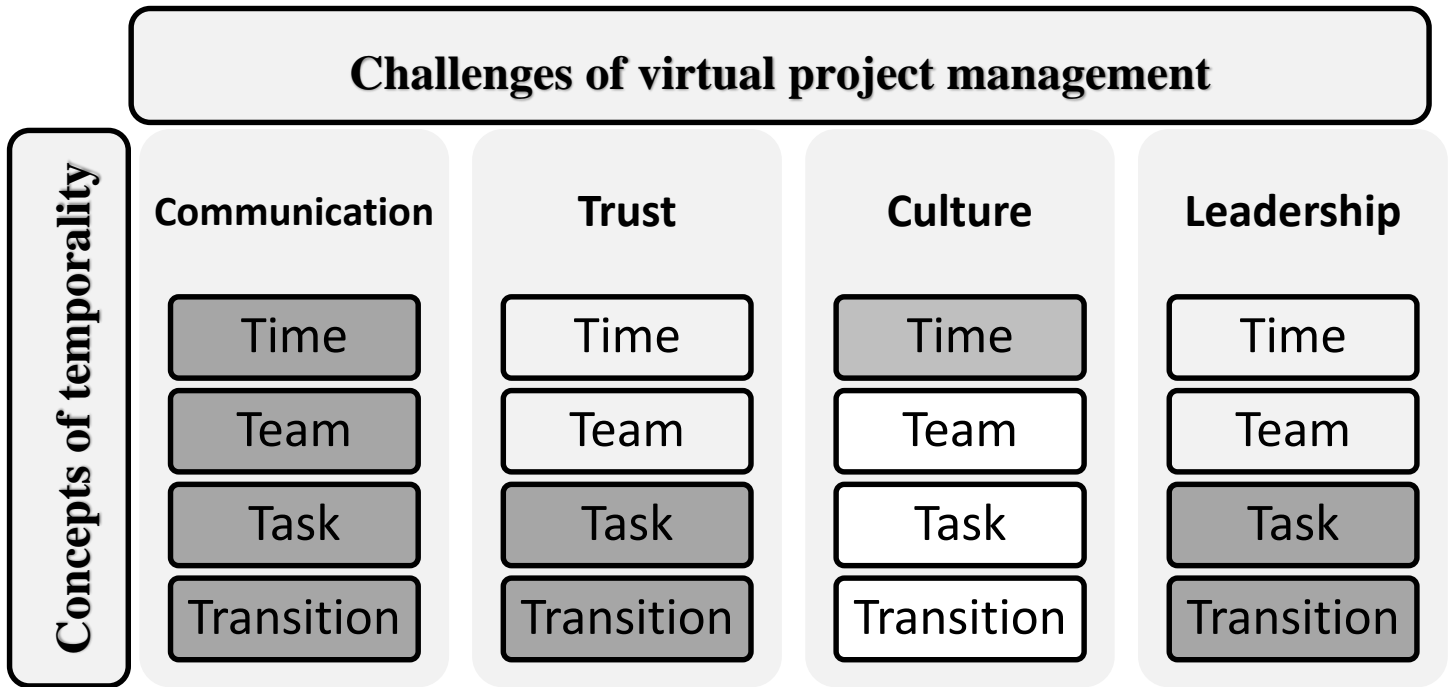 Challenges of virtual project management
Concepts of temporality
Communication
Time
Team
Task
Transition
Trust
Time
Team
Task
Transition
Culture
Time
Team
Task
Transition
Leadership
Time
Team
Task
Transition